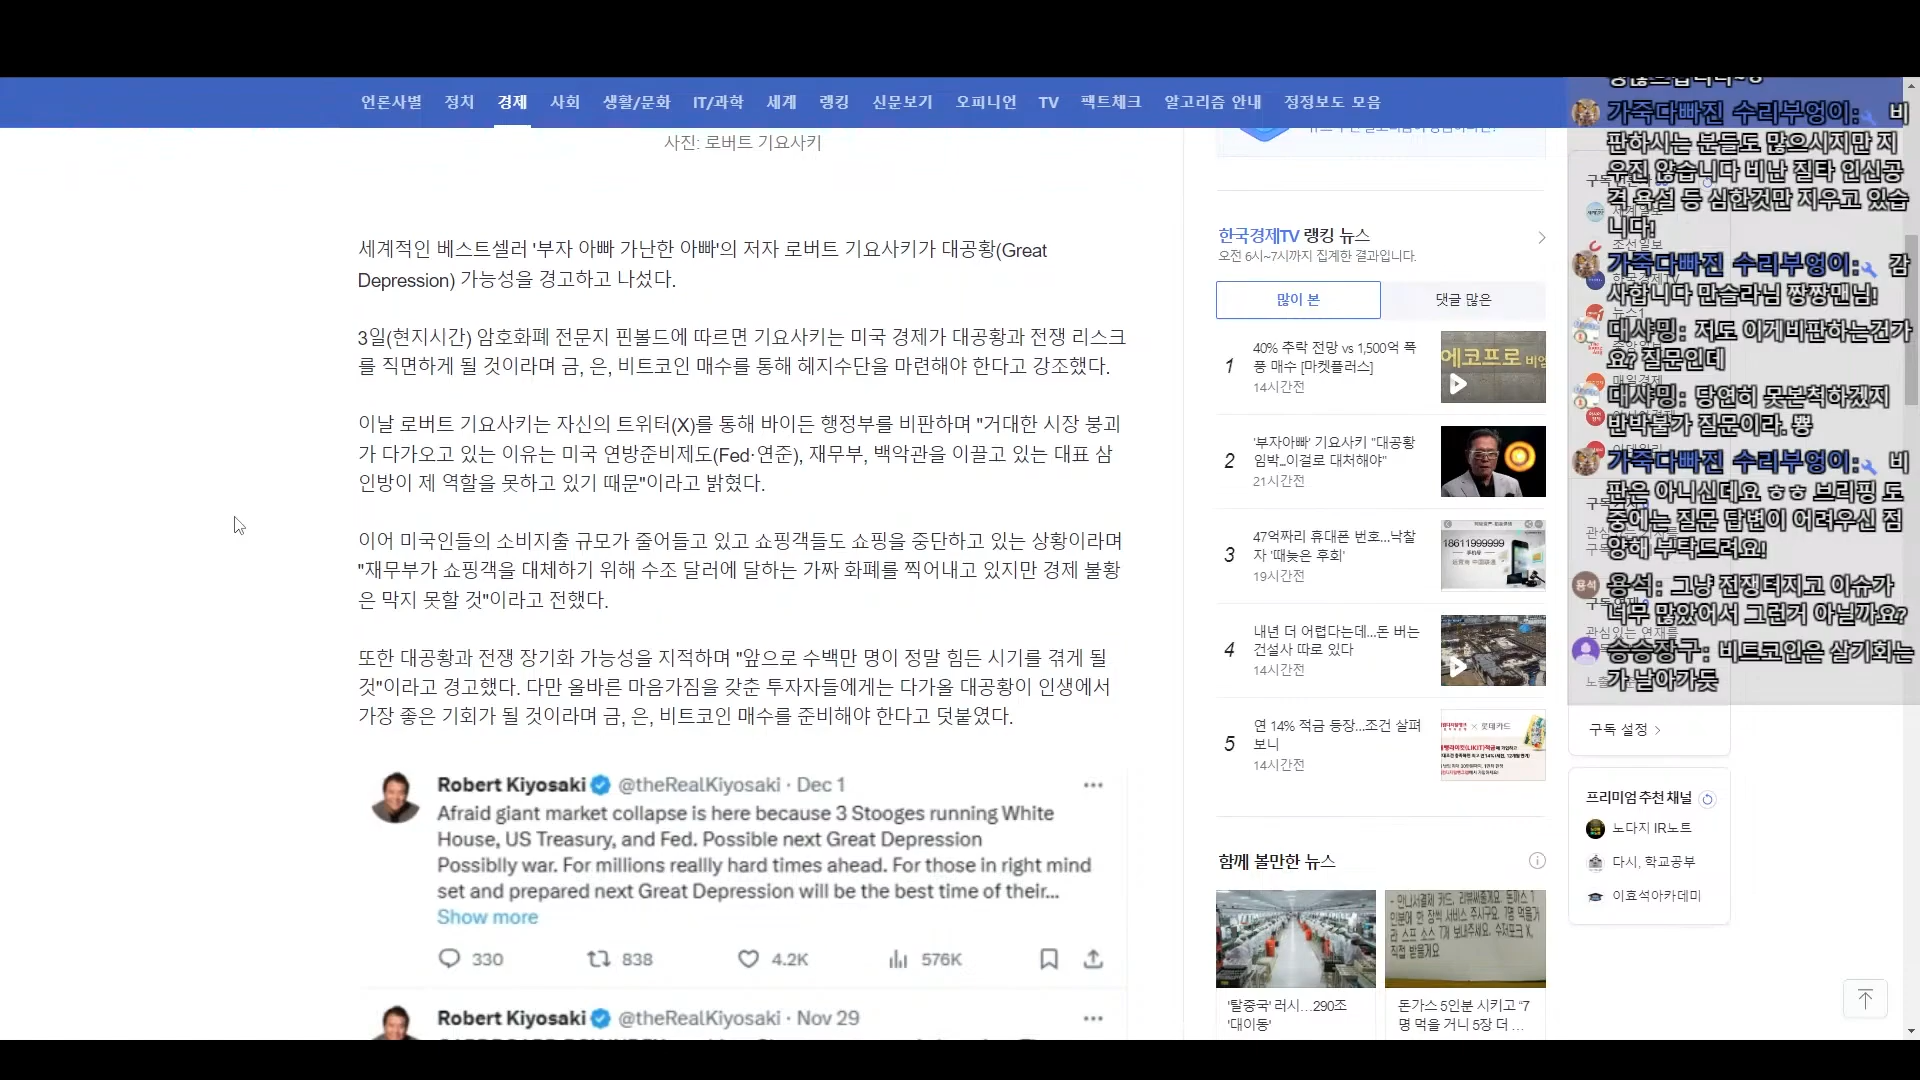 언론사별 정치 경제 사회 생활/문화 IT/과학 세계 랭킹 신문보기 오피니언 TV 팩트체크 알고리즘 안내 정정보도 모음
사진: 로버트 기요사키
세계적인 베스트셀러 '부자 아빠 가난한 아빠'의 저자 로버트 기요사키가 대공황(Great
Depression) 가능성을 경고하고 나섰다.
3일(현지시간) 암호화폐 전문지 핀볼드에 따르면 기요사키는 미국 경제가 대공황과 전쟁 리스크
를 직면하게 될 것이라며 금, 은, 비트코인 매수를 통해 헤지수단을 마련해야 한다고 강조했다.
이날 로버트 기요사키는 자신의 트위터(X)를 통해 바이든 행정부를 비판하며 "거대한 시장 붕괴
가 다가오고 있는 이유는 미국 연방준비제도(Fed·연준), 재무부, 백악관을 이끌고 있는 대표 삼
인방이 제 역할을 못하고 있기 때문"이라고 밝혔다.
이어 미국인들의 소비지출 규모가 줄어들고 있고 쇼핑객들도 쇼핑을 중단하고 있는 상황이라며
"재무부가 쇼핑객을 대체하기 위해 수조 달러에 달하는 가짜 화폐를 찍어내고 있지만 경제 불황
은 막지 못할 것"이라고 전했다.
또한 대공황과 전쟁 장기화 가능성을 지적하며 "앞으로 수백만 명이 정말 힘든 시기를 겪게 될
것"이라고 경고했다. 다만 올바른 마음가짐을 갖춘 투자자들에게는 다가올 대공황이 인생에서
가장 좋은 기회가 될 것이라며 금, 은, 비트코인 매수를 준비해야 한다고 덧붙였다.
Robert Kiyosaki @theRealKiyosaki · Dec 1
Afraid giant market collapse is here because 3 Stooges running White
House, US Treasury, and Fed. Possible next Great Depression
Possiblly war. For millions reallly hard times ahead. For those in right mind
set and prepared next Great Depression will be the best time of their...
Show more
330 838 4.2K 576K
Robert Kiyosaki @theRealKiyosaki · Nov 29
한국경제TV 랭킹 뉴스
오전 6시~7시까지 집계한 결과입니다.
많이 본 댓글 많은
1 40% 추락 전망 vs 1,500억 폭
풍 매수 [마켓플러스]
14시간전
에코프로 비엠
2 '부자아빠' 기요사키 "대공황
임박...이걸로 대처해야"
21시간전
3 47억짜리 휴대폰 번호...낙찰
자 '때늦은 후회'
19시간전
18611999999
4 내년 더 어렵다는데...돈 버는
건설사 따로 있다
14시간전
5 연 14% 적금 등장...조건 살펴
보니
14시간전
함께 볼만한 뉴스
'탈중국' 러시…290조
'대이동'
돈가스 5인분 시키고 “7
명 먹을 거니 5장 더 …
가죽다빠진 수리부엉이: 비
판하시는 분들도 많으시지만 지
우진 않습니다 비난 질타 인신공
격 욕설 등 심한것만 지우고 있습
니다!
가죽다빠진 수리부엉이: 감
사합니다 만슬라님 짱짱맨님!
대샤밍: 저도 이게비판하는건가
요? 질문인데
대샤밍: 당연히 못본척하겠지
반박불가 질문이라. 뿅
가죽다빠진 수리부엉이: 비
판은 아니신데요 ㅎㅎ 브리핑 도
중에는 질문 답변이 어려우신 점
양해 부탁드려요!
용석: 그냥 전쟁터지고 이슈가
너무 많았어서 그런거 아닐까요?
송송장구: 비트코인은 살기회는
가 날아가듯
구독 설정
프리미엄 추천 채널
노다지 IR노트
다시, 학교공부
이효석아카데미